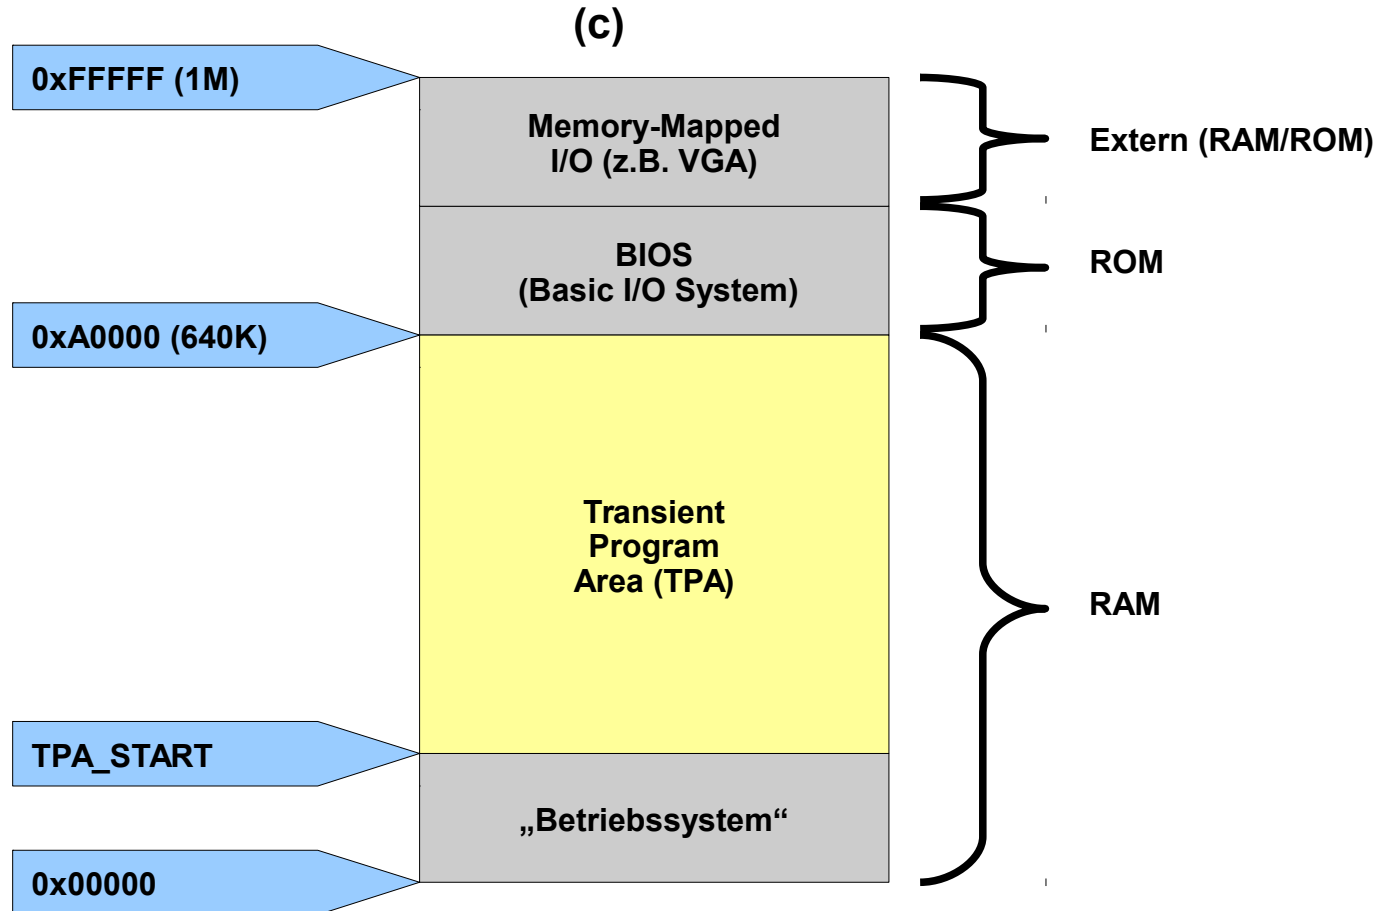 (c)
0xFFFFF (1M)
Memory-Mapped
I/O (z.B. VGA)
Extern (RAM/ROM)
BIOS
(Basic I/O System)
ROM
0xA0000 (640K)
Transient
Program
Area (TPA)
RAM
TPA_START
„Betriebssystem“
0x00000